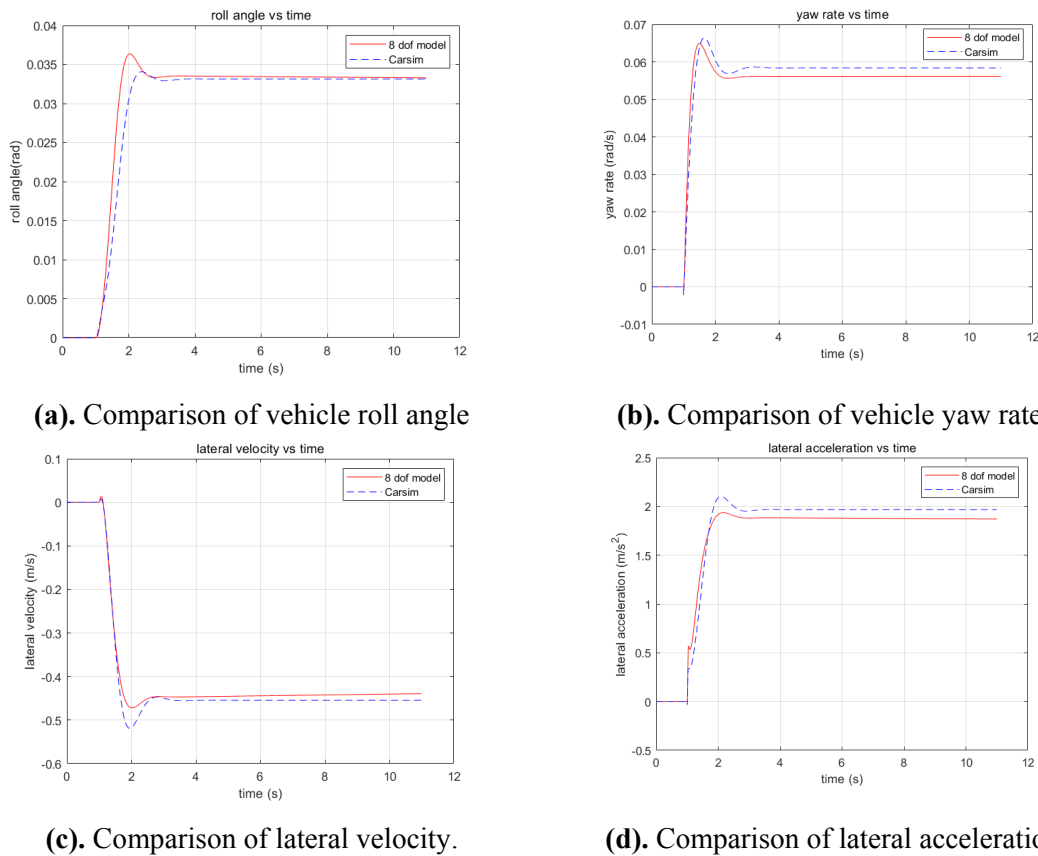 roll angle vs time
8 dof model
Carsim
roll angle(rad)
0.04
0.035
0.03
0.025
0.02
0.015
0.01
0.005
0
0 2 4 6 8 10 12
time (s)
(a). Comparison of vehicle roll angle
yaw rate vs time
8 dof model
Carsim
yaw rate (rad/s)
0.07
0.06
0.05
0.04
0.03
0.02
0.01
0
-0.01
0 2 4 6 8 10 12
time (s)
(b). Comparison of vehicle yaw rate
lateral velocity vs time
8 dof model
Carsim
lateral velocity (m/s)
0.1
0
-0.1
-0.2
-0.3
-0.4
-0.5
-0.6
0 2 4 6 8 10 12
time (s)
(c). Comparison of lateral velocity.
lateral acceleration vs time
8 dof model
Carsim
lateral acceleration (m/s²)
2.5
2
1.5
1
0.5
0
-0.5
0 2 4 6 8 10 12
time (s)
(d). Comparison of lateral acceleratio